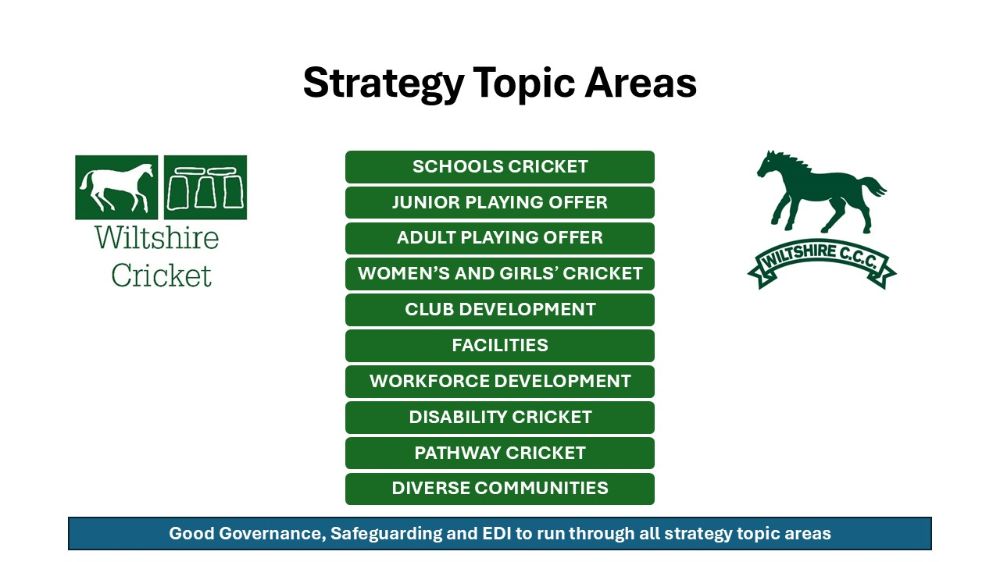 Strategy Topic Areas
Wiltshire
Cricket
SCHOOLS CRICKET
JUNIOR PLAYING OFFER
ADULT PLAYING OFFER
WOMEN’S AND GIRLS’ CRICKET
CLUB DEVELOPMENT
FACILITIES
WORKFORCE DEVELOPMENT
DISABILITY CRICKET
PATHWAY CRICKET
DIVERSE COMMUNITIES
WILTSHIRE C.C.C.
Good Governance, Safeguarding and EDI to run through all strategy topic areas